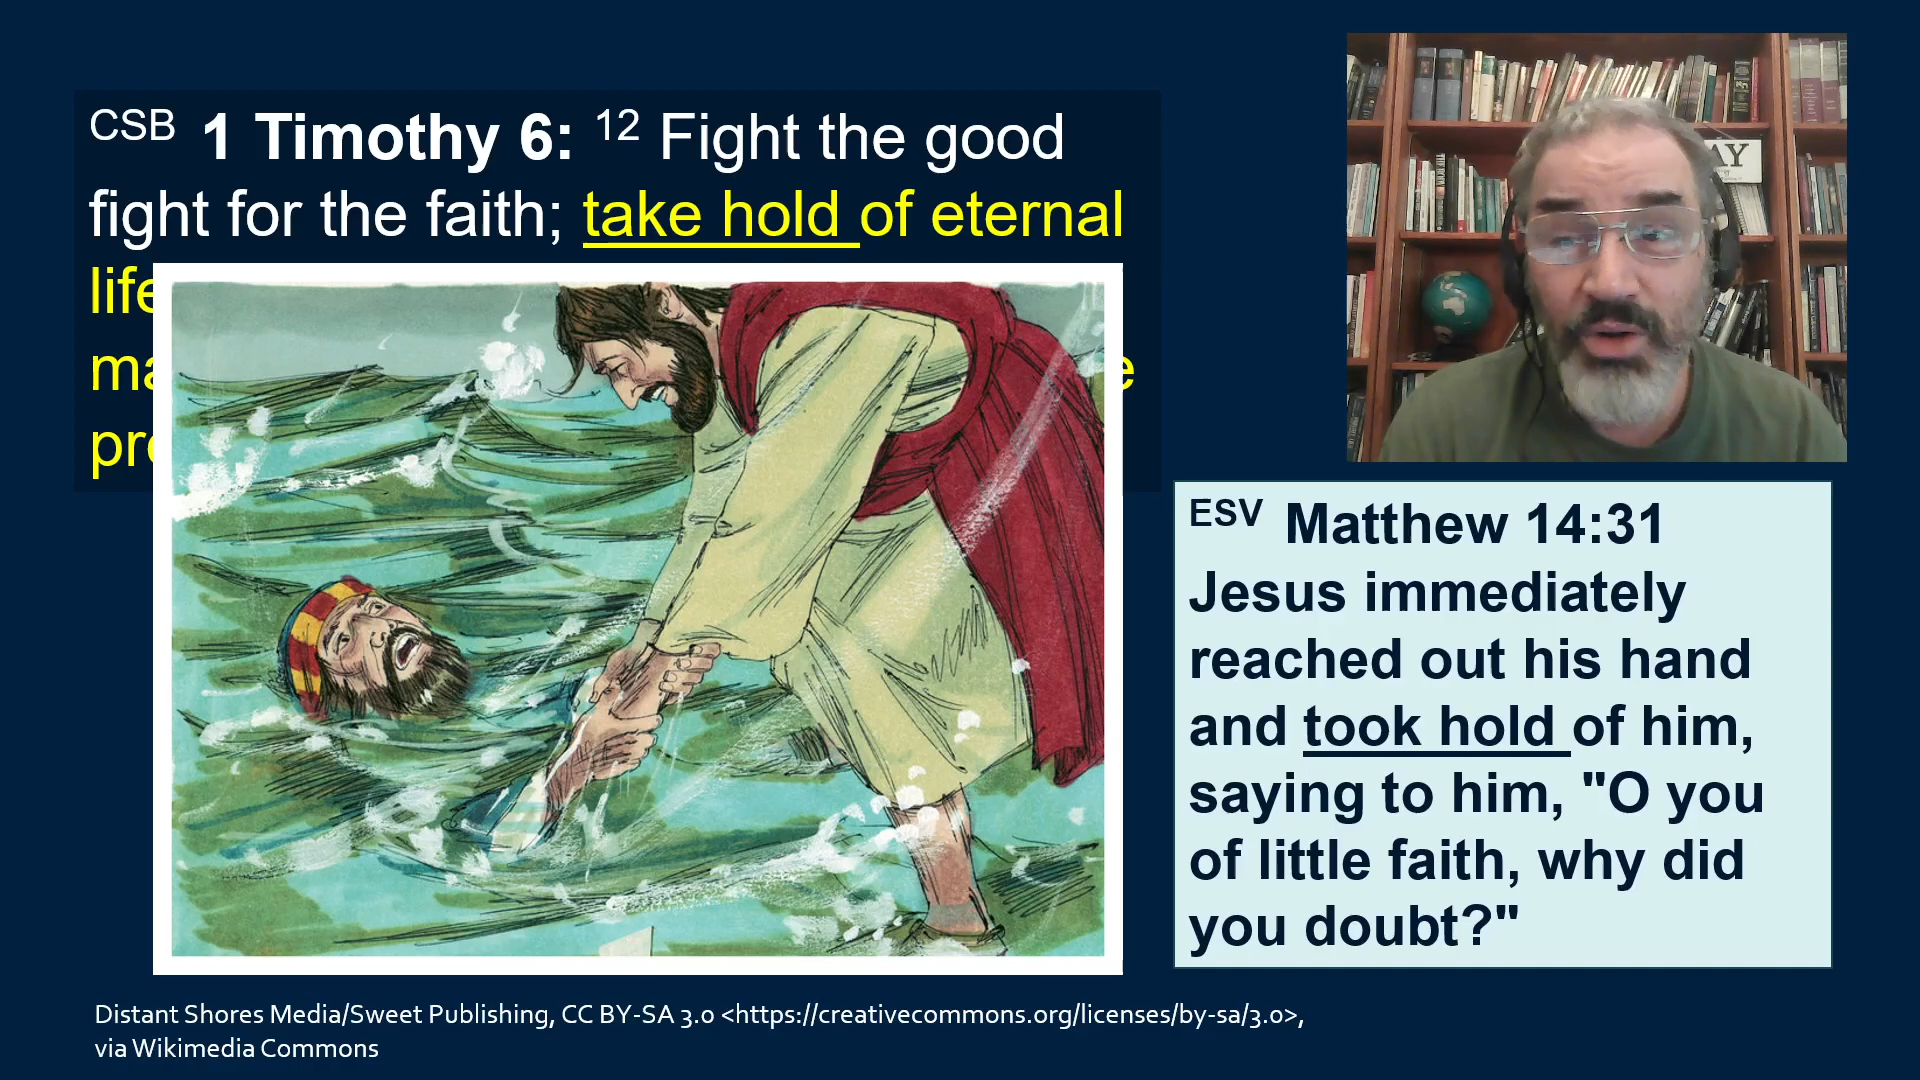 CSB 1 Timothy 6: 12 Fight the good
fight for the faith; take hold of eternal
AY
ESV Matthew 14:31
Jesus immediately
reached out his hand
and took hold of him,
saying to him, "O you
of little faith, why did
you doubt?"
Distant Shores Media/Sweet Publishing, CC BY-SA 3.0 <https://creativecommons.org/licenses/by-sa/3.0>,
via Wikimedia Commons